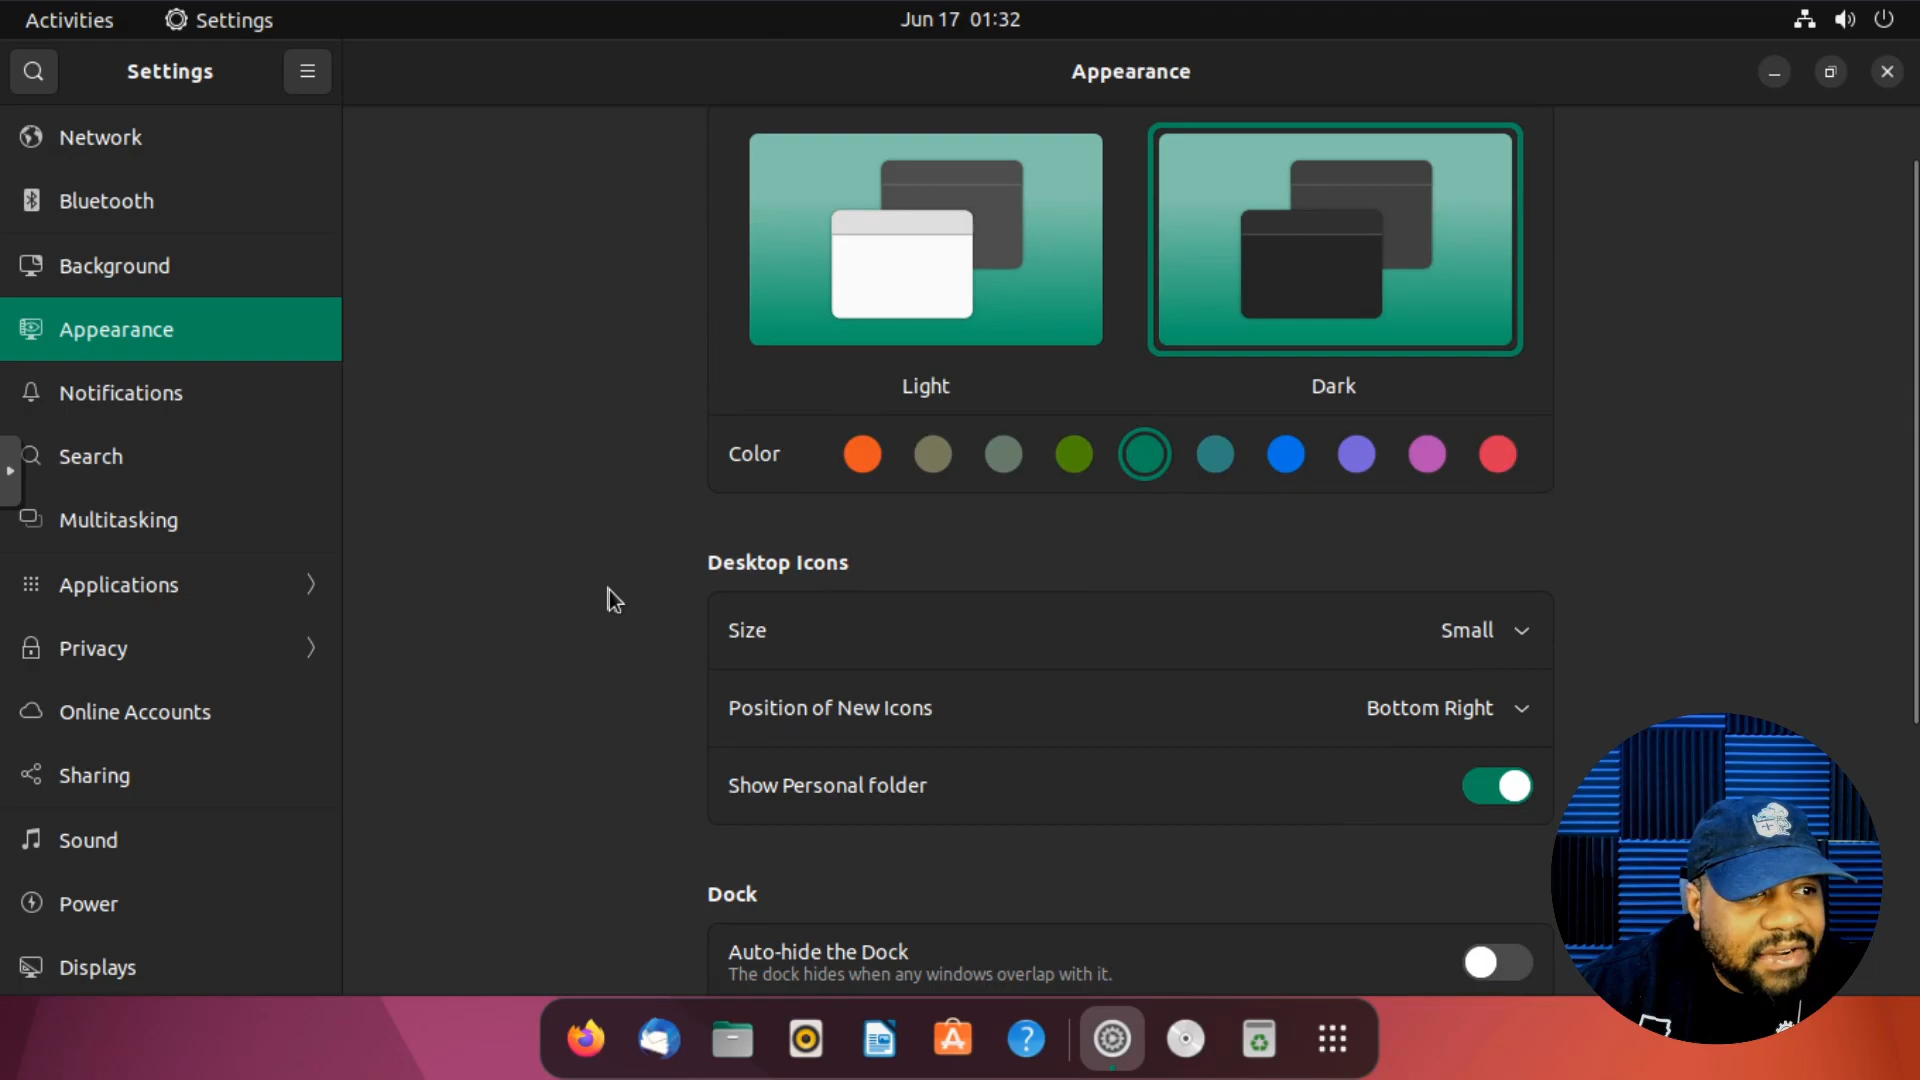 Activities
Settings
Jun 17 01:32
Settings
Appearance
Network
Bluetooth
Background
Appearance
Notifications
Search
Multitasking
Applications
Privacy
Online Accounts
Sharing
Sound
Power
Displays
Light
Dark
Color
Desktop Icons
Size
Small
Position of New Icons
Bottom Right
Show Personal folder
Dock
Auto-hide the Dock
The dock hides when any windows overlap with it.